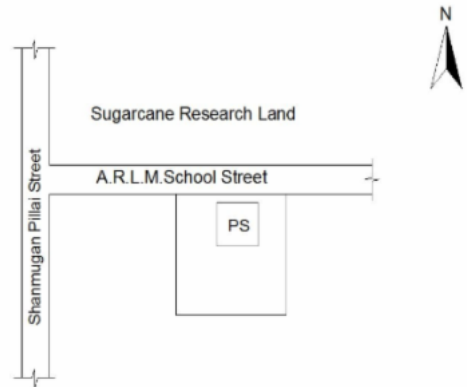 N
Sugarcane Research Land
A.R.L.M.School Street
Shanmugan Pillai Street
PS